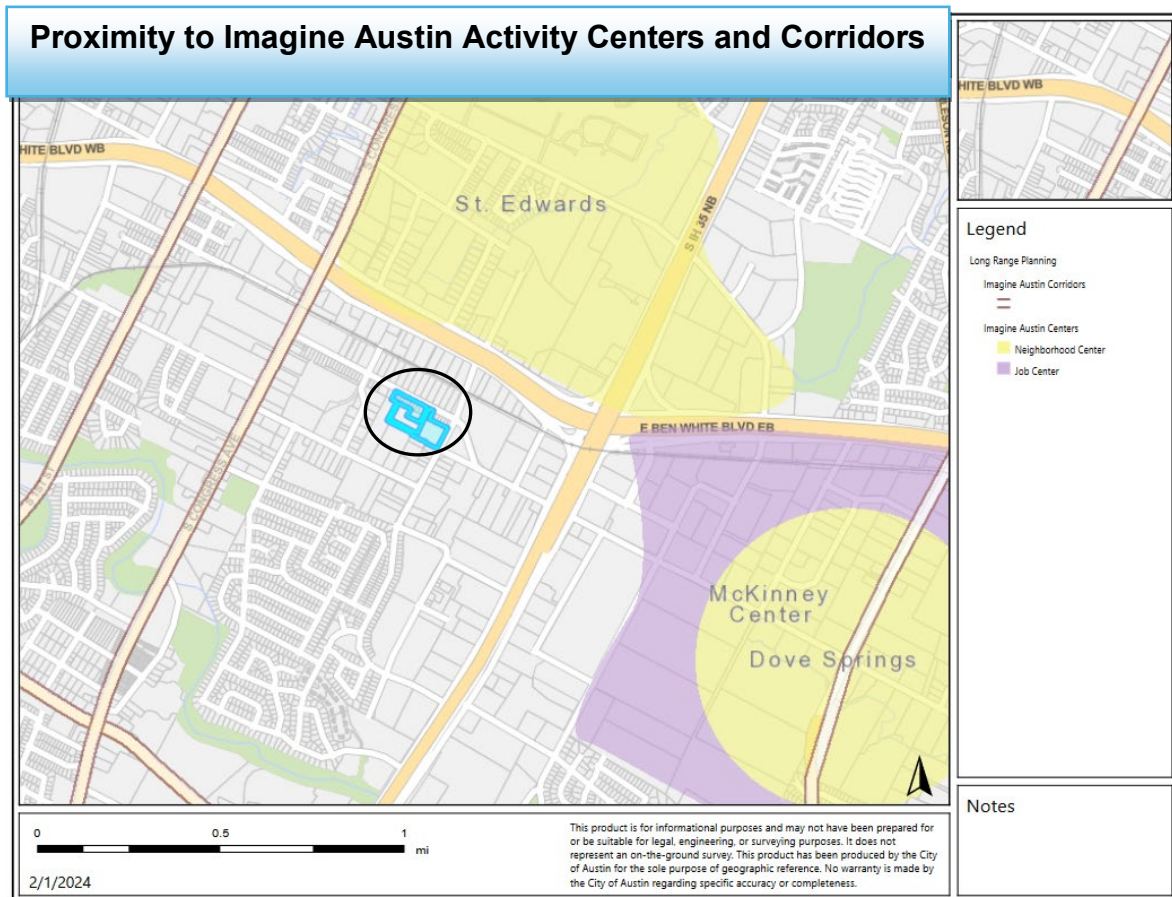 Proximity to Imagine Austin Activity Centers and Corridors
HITE BLVD WB
S CONGRE
St. Edwards
S IH 35 NB
BLESON
E BEN WHITE BLVD EB
S 1ST ST
S CONGRESS AVE
McKinney
Center
Dove Springs
HITE BLVD WB
Legend
Long Range Planning
Imagine Austin Corridors
Imagine Austin Centers
Neighborhood Center
Job Center
Notes
0 0.5 1
mi
2/1/2024
This product is for informational purposes and may not have been prepared for
or be suitable for legal, engineering, or surveying purposes. It does not
represent an on-the-ground survey. This product has been produced by the City
of Austin for the sole purpose of geographic reference. No warranty is made by
the City of Austin regarding specific accuracy or completeness.